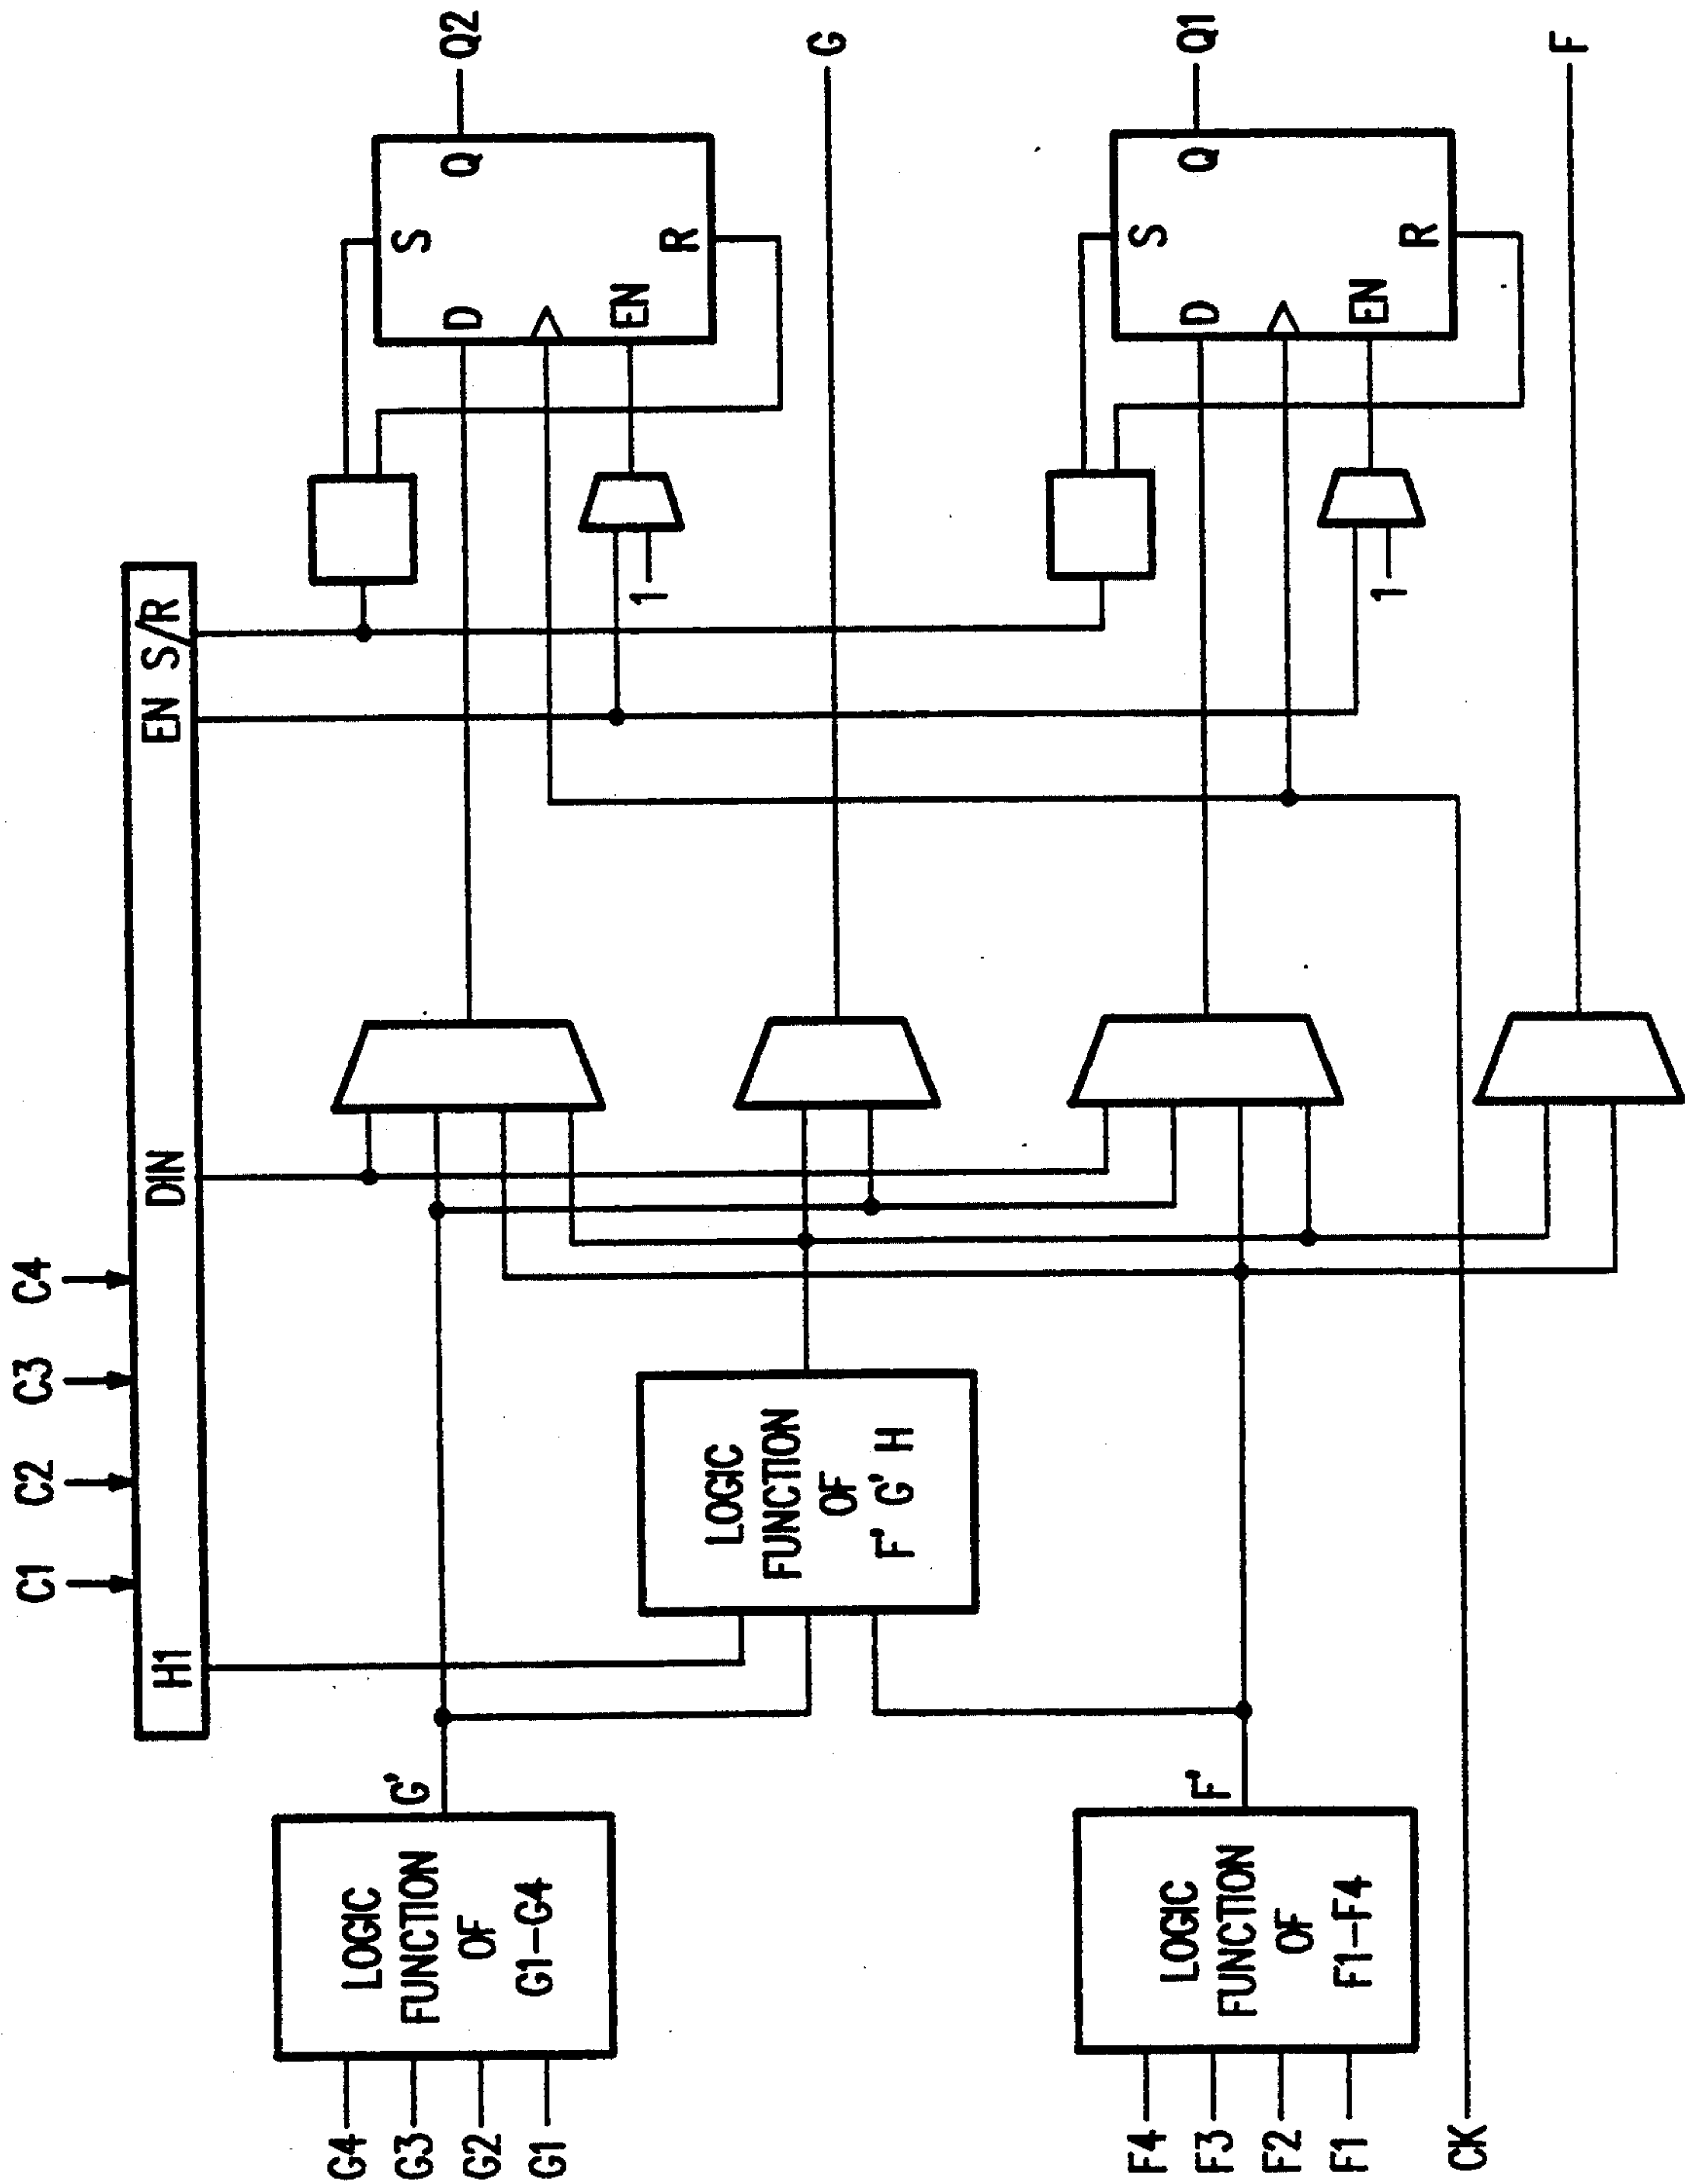 C1 C2 C3 C4
H1 DIN EN S/R
G4
G3
G2
G1
LOGIC
FUNCTION
OF
G1-G4
G'
LOGIC
FUNCTION
OF
F' G' H
1
S
D
Q
EN
R
Q2
G
F4
F3
F2
F1
LOGIC
FUNCTION
OF
F1-F4
F'
1
S
D
Q
EN
R
Q1
F
CK